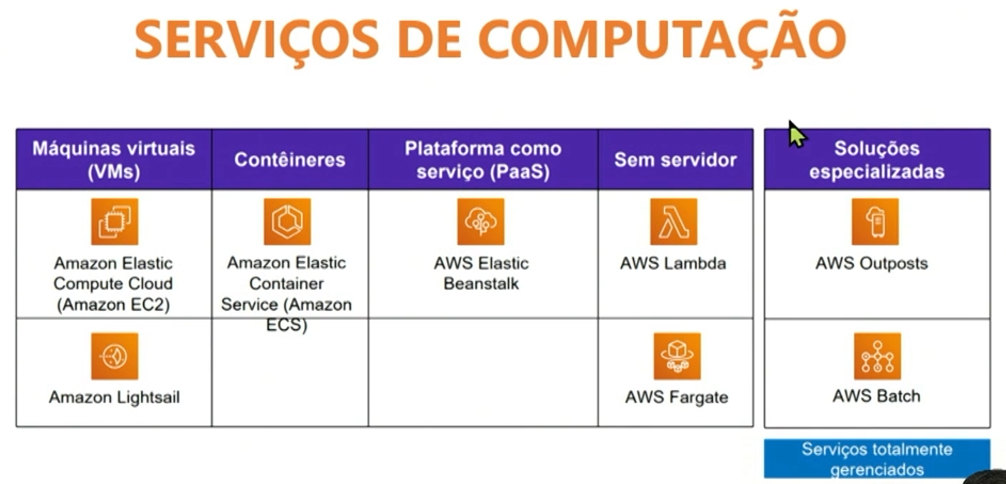 SERVIÇOS DE COMPUTAÇÃO
Máquinas virtuais
(VMs)
Contêineres
Plataforma como
serviço (PaaS)
Sem servidor
Soluções
especializadas
Amazon Elastic
Compute Cloud
(Amazon EC2)
Amazon Elastic
Container
Service (Amazon
ECS)
AWS Elastic
Beanstalk
AWS Lambda
AWS Outposts
Amazon Lightsail
AWS Fargate
AWS Batch
Serviços totalmente
gerenciados